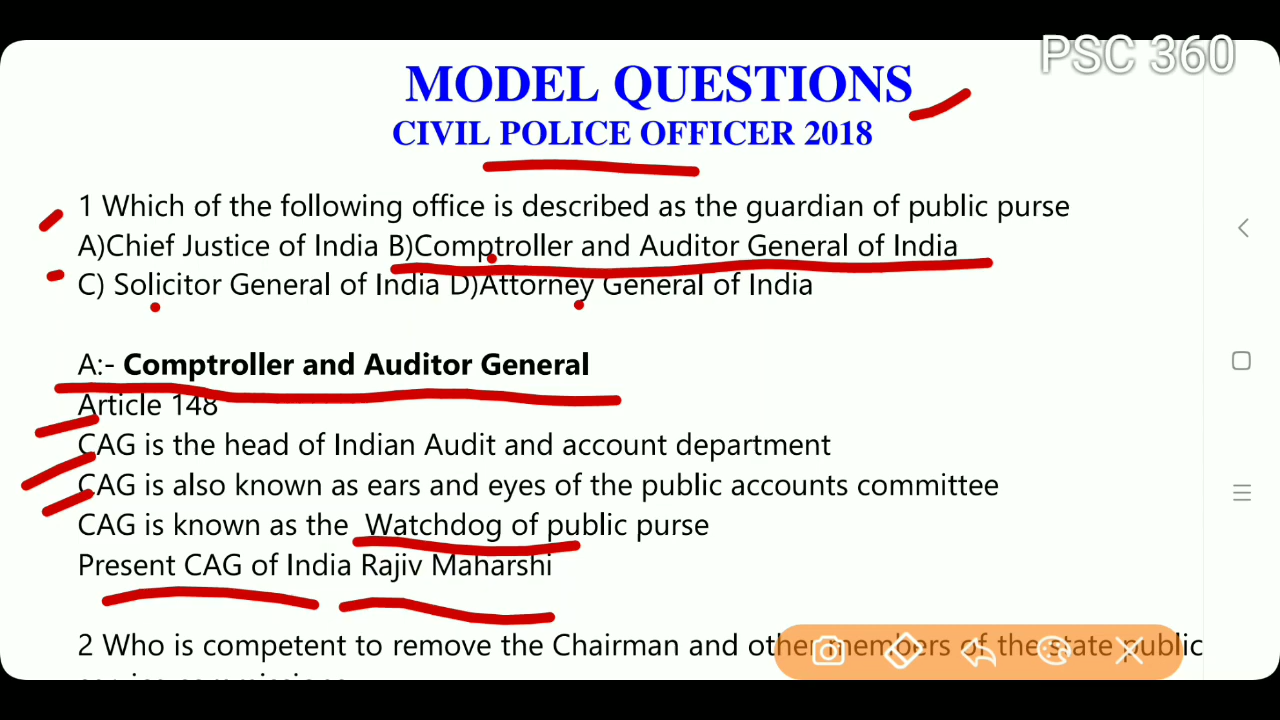 PSC 360
MODEL QUESTIONS
CIVIL POLICE OFFICER 2018
1 Which of the following office is described as the guardian of public purse
A)Chief Justice of India B)Comptroller and Auditor General of India
C) Solicitor General of India D)Attorney General of India
A:- Comptroller and Auditor General
Article 148
CAG is the head of Indian Audit and account department
CAG is also known as ears and eyes of the public accounts committee
CAG is known as the Watchdog of public purse
Present CAG of India Rajiv Maharshi
2 Who is competent to remove the Chairman and other members of the state public